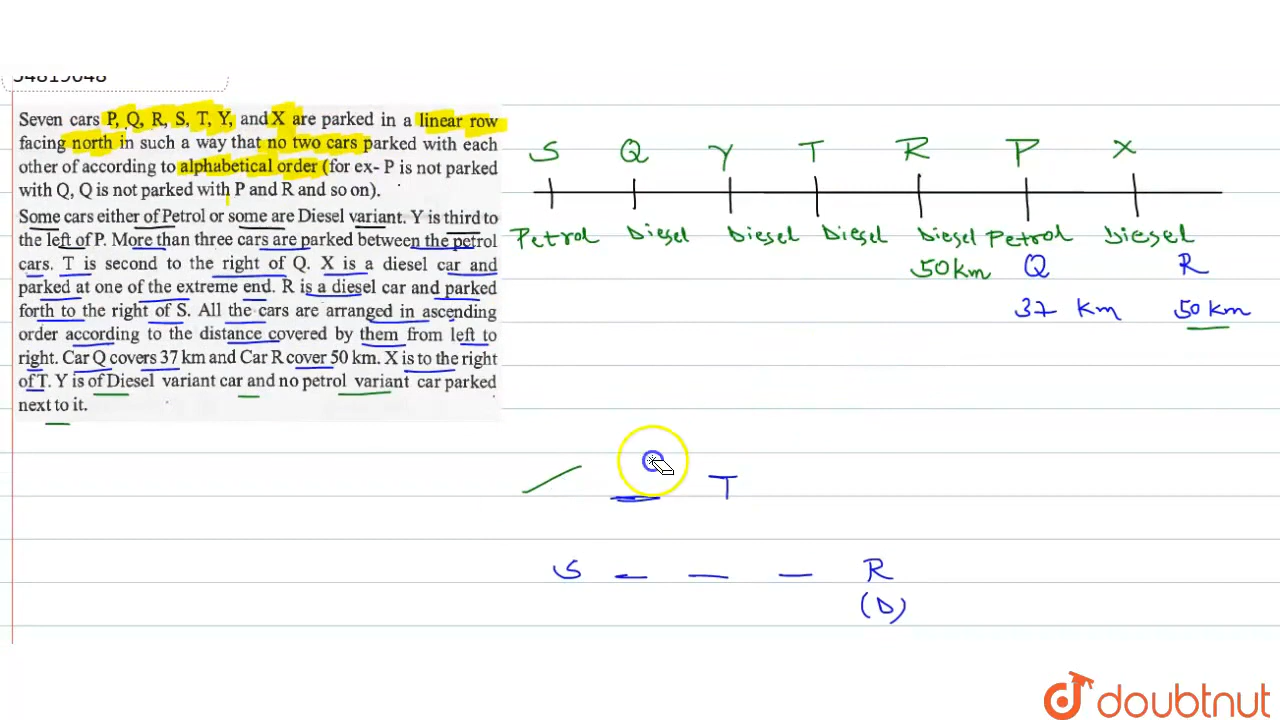 54819048
Seven cars P, Q, R, S, T, Y, and X are parked in a linear row
facing north in such a way that no two cars parked with each
other of according to alphabetical order (for ex- P is not parked
with Q, Q is not parked with P and R and so on).
Some cars either of Petrol or some are Diesel variant. Y is third to
the left of P. More than three cars are parked between the petrol
cars. T is second to the right of Q. X is a diesel car and
parked at one of the extreme end. R is a diesel car and parked
forth to the right of S. All the cars are arranged in ascending
order according to the distance covered by them from left to
right. Car Q covers 37 km and Car R cover 50 km. X is to the right
of T. Y is of Diesel variant car and no petrol variant car parked
next to it.
S Q Y T R P X
Petrol Diesel Diesel Diesel Diesel Petrol Diesel
50km Q R
37 km 50 km
T
S R
(D)
doubtnut